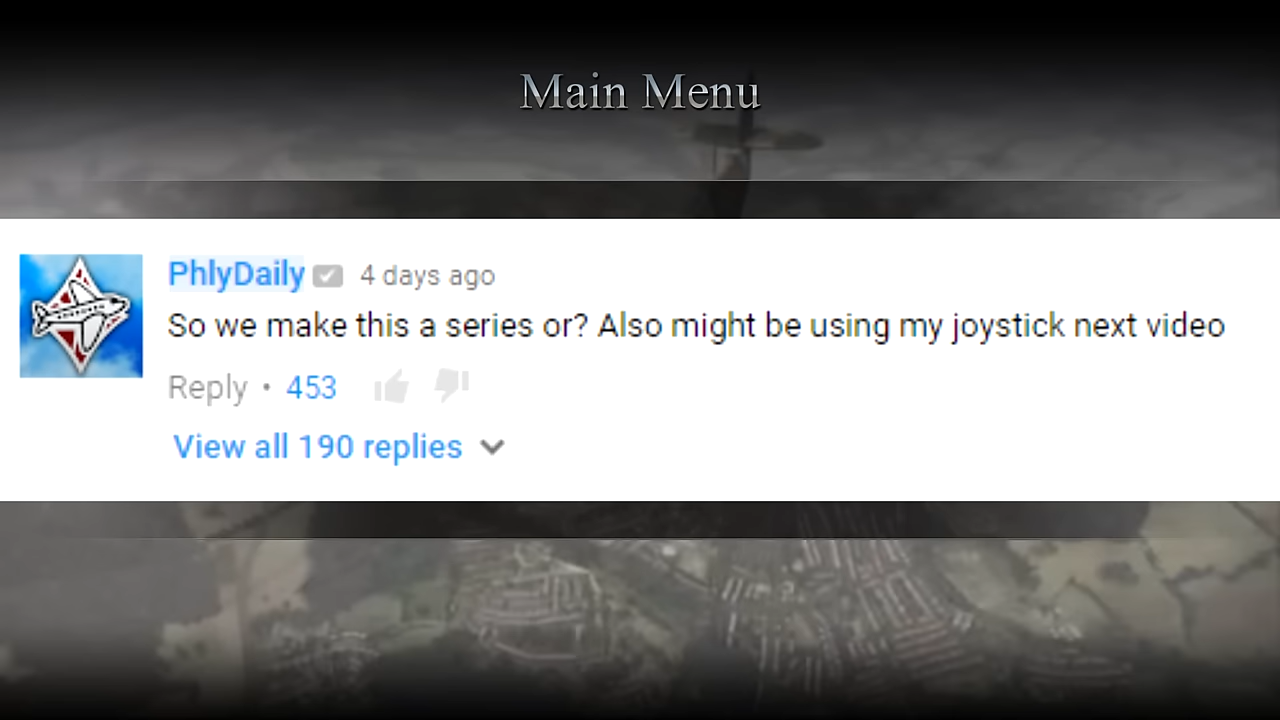 Main Menu
PhlyDaily 4 days ago
So we make this a series or? Also might be using my joystick next video
Reply • 453
View all 190 replies